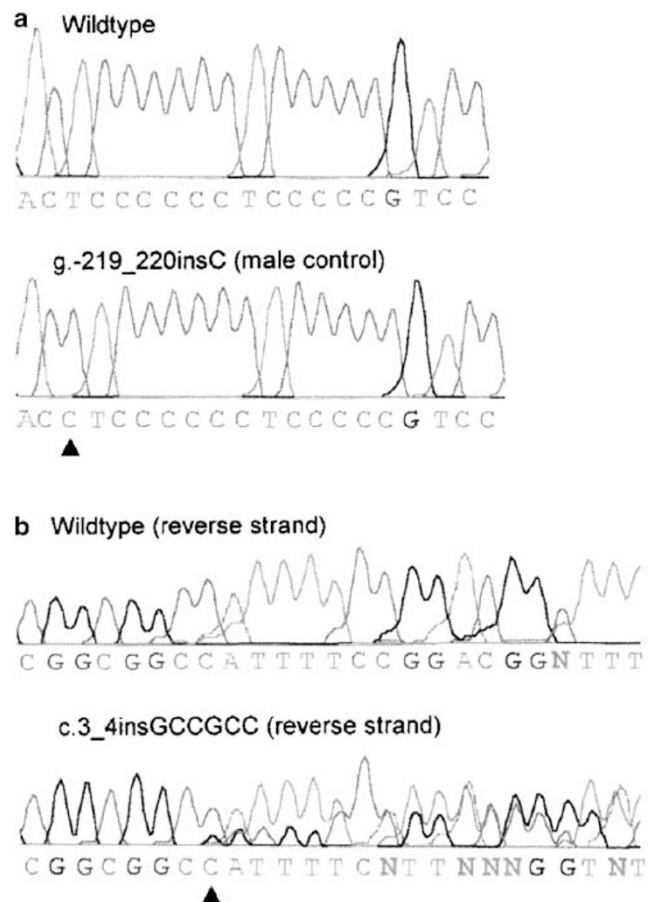 a Wildtype
ACTCCCCCCTCCCCCGTCC
g.-219_220insC (male control)
ACCTCCCCCCTCCCCCGTCC
b Wildtype (reverse strand)
CGGCGGCCATTTTCCGGACGGNTTT
c.3_4insGCCGCC (reverse strand)
CGGCGGCCATTTTCNTTNNNGGTNT